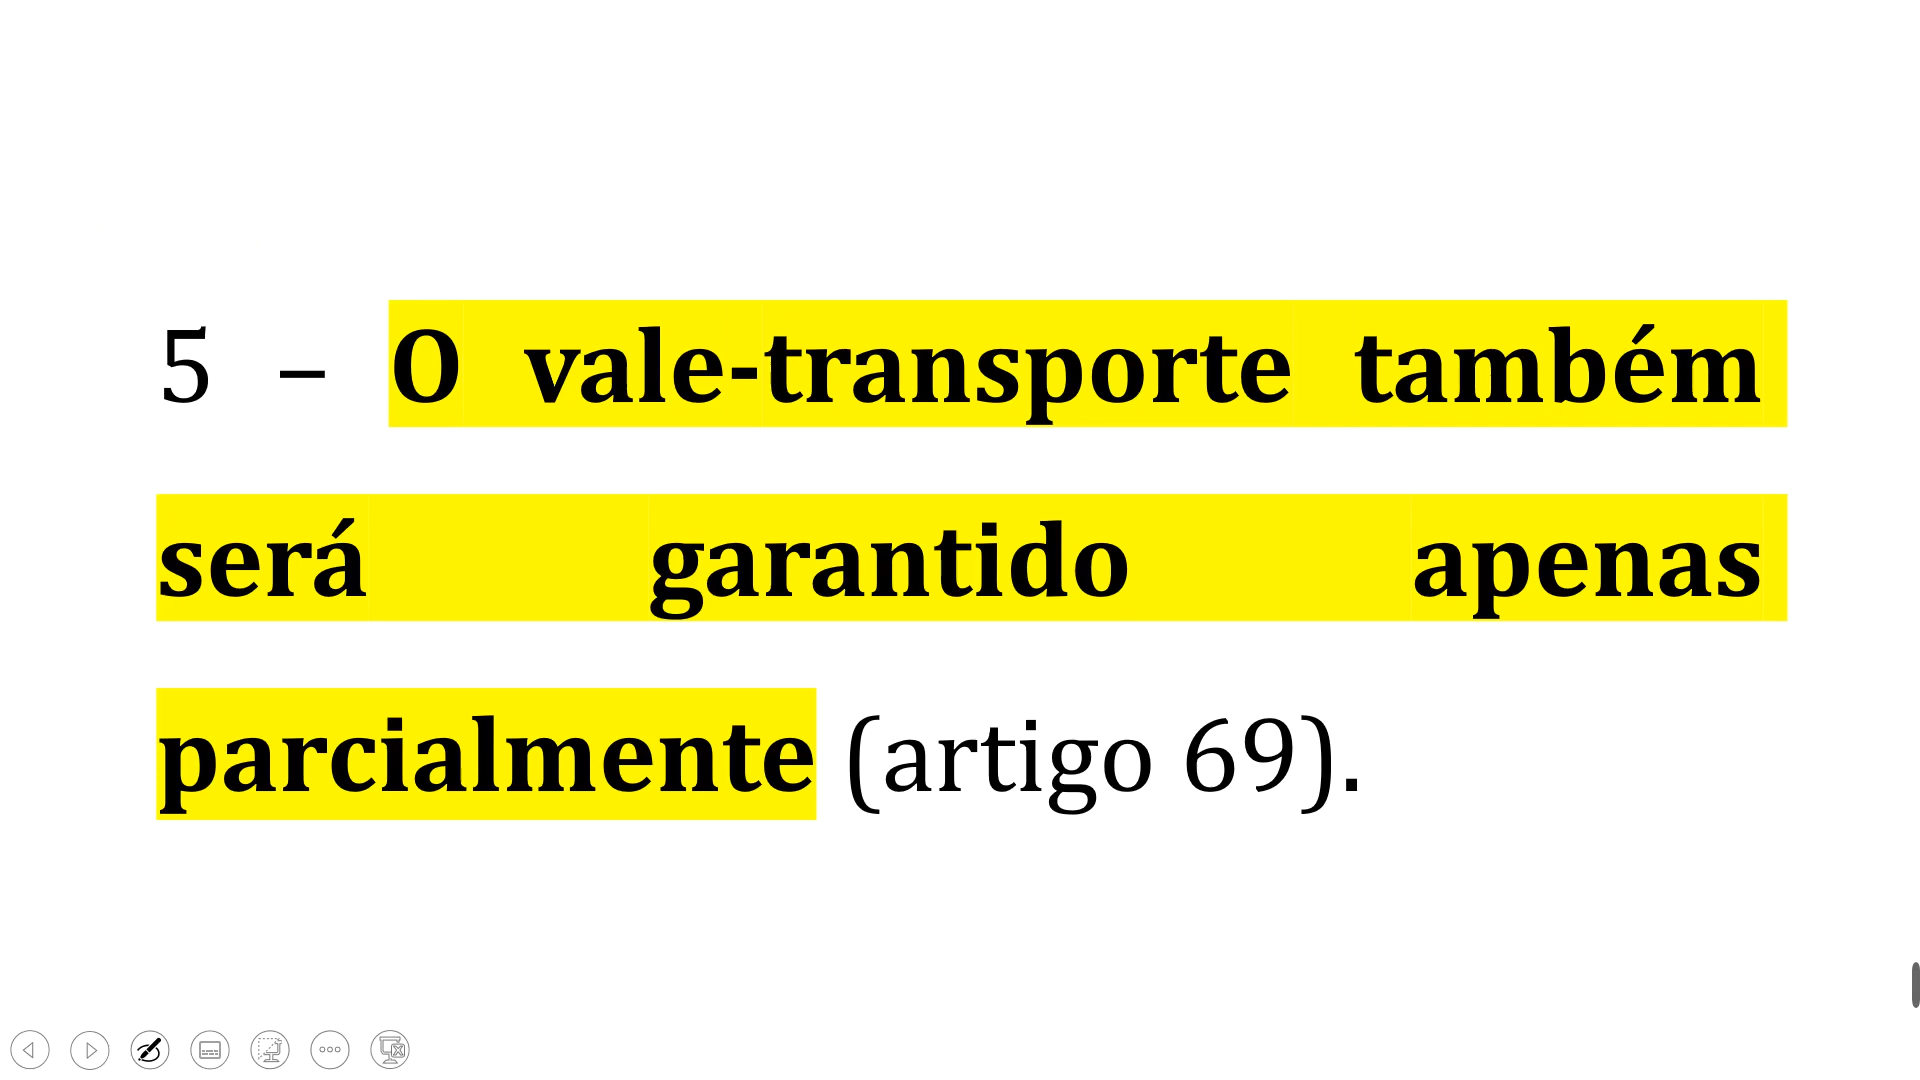 5 – O vale-transporte também
será garantido apenas
parcialmente (artigo 69).